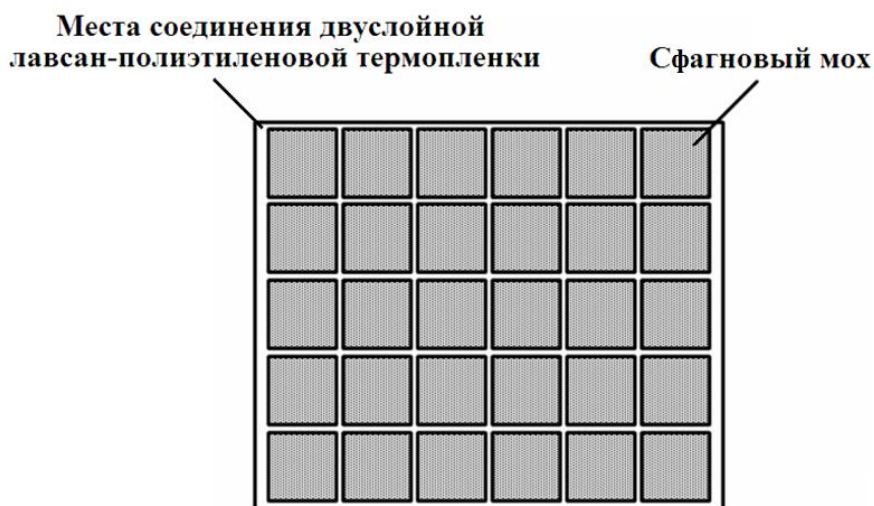 Места соединения двуслойной
лавсан-полиэтиленовой термопленки
Сфагновый мох